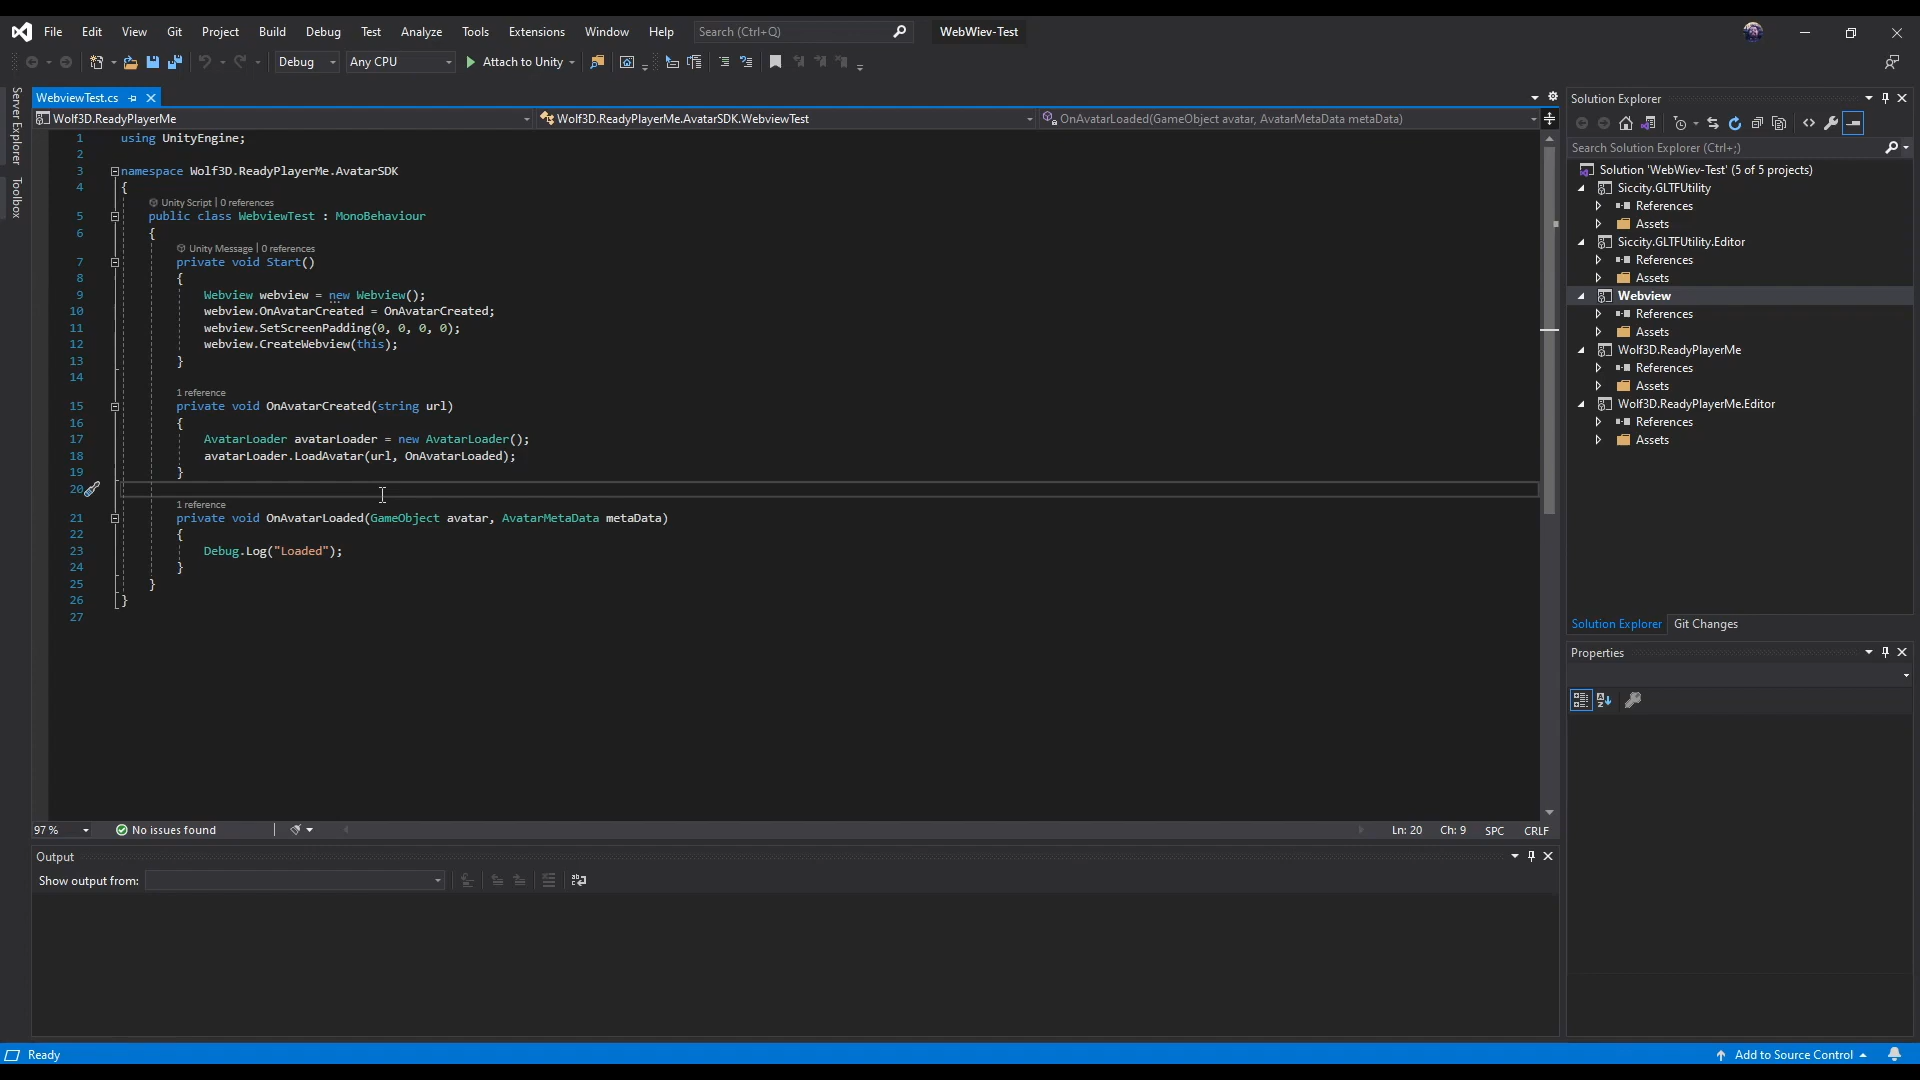 File Edit View Git Project Build Debug Test Analyze Tools Extensions Window Help Search (Ctrl+Q) WebWiev-Test
Debug Any CPU Attach to Unity
Server Explorer
Toolbox
WebviewTest.cs
Wolf3D.ReadyPlayerMe Wolf3D.ReadyPlayerMe.AvatarSDK.WebviewTest OnAvatarLoaded(GameObject avatar, AvatarMetaData metaData)
1 using UnityEngine;
2
3 namespace Wolf3D.ReadyPlayerMe.AvatarSDK
4 {
Unity Script | 0 references
5 public class WebviewTest : MonoBehaviour
6 {
Unity Message | 0 references
7 private void Start()
8 {
9 Webview webview = new Webview();
10 webview.OnAvatarCreated = OnAvatarCreated;
11 webview.SetScreenPadding(0, 0, 0, 0);
12 webview.CreateWebview(this);
13 }
14
1 reference
15 private void OnAvatarCreated(string url)
16 {
17 AvatarLoader avatarLoader = new AvatarLoader();
18 avatarLoader.LoadAvatar(url, OnAvatarLoaded);
19 }
20
1 reference
21 private void OnAvatarLoaded(GameObject avatar, AvatarMetaData metaData)
22 {
23 Debug.Log("Loaded");
24 }
25 }
26 }
27
97 % No issues found Ln: 20 Ch: 9 SPC CRLF
Output
Show output from:
Solution Explorer
Search Solution Explorer (Ctrl+;)
Solution 'WebWiev-Test' (5 of 5 projects)
Siccity.GLTFUtility
References
Assets
Siccity.GLTFUtility.Editor
References
Assets
Webview
References
Assets
Wolf3D.ReadyPlayerMe
References
Assets
Wolf3D.ReadyPlayerMe.Editor
References
Assets
Solution Explorer Git Changes
Properties
Ready Add to Source Control